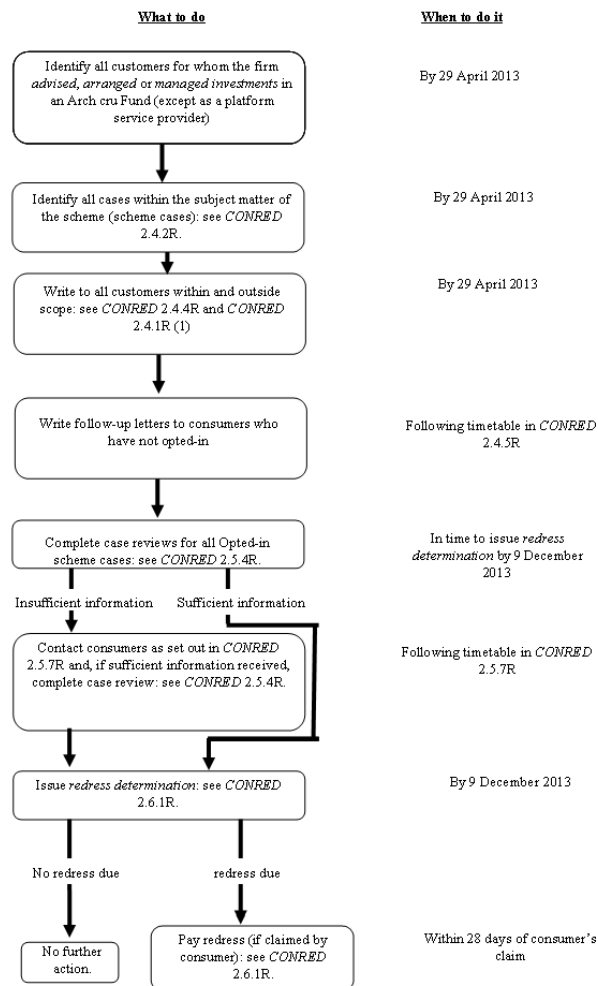 What to do
When to do it
Identify all customers for whom the firm
advised, arranged or managed investments in
an Arch cru Fund (except as a platform
service provider)
By 29 April 2013
Identify all cases within the subject matter of
the scheme (scheme cases): see CONRED
2.4.2R.
By 29 April 2013
Write to all customers within and outside
scope: see CONRED 2.4.4R and CONRED
2.4.1R (1)
By 29 April 2013
Write follow-up letters to consumers who
have not opted-in
Following timetable in CONRED
2.4.5R
Complete case reviews for all Opted-in
scheme cases: see CONRED 2.5.4R.
In time to issue redress
determination by 9 December
2013
Insufficient information
Sufficient information
Contact consumers as set out in CONRED
2.5.7R and, if sufficient information received,
complete case review: see CONRED 2.5.4R.
Following timetable in CONRED
2.5.7R
Issue redress determination: see CONRED
2.6.1R.
By 9 December 2013
No redress due
redress due
No further
action.
Pay redress (if claimed by
consumer): see CONRED
2.6.1R.
Within 28 days of consumer's
claim